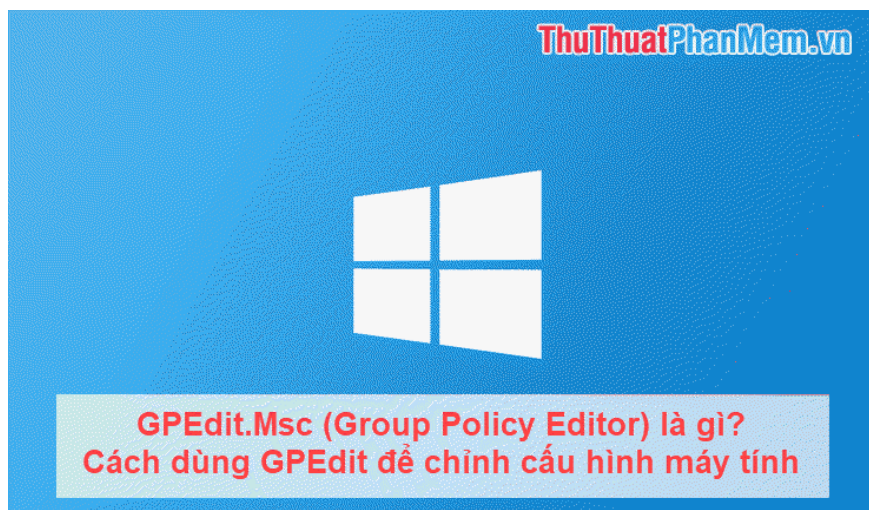 ThuThuatPhanMem.vn
GPEdit.Msc (Group Policy Editor) là gì?
Cách dùng GPEdit để chỉnh cấu hình máy tính